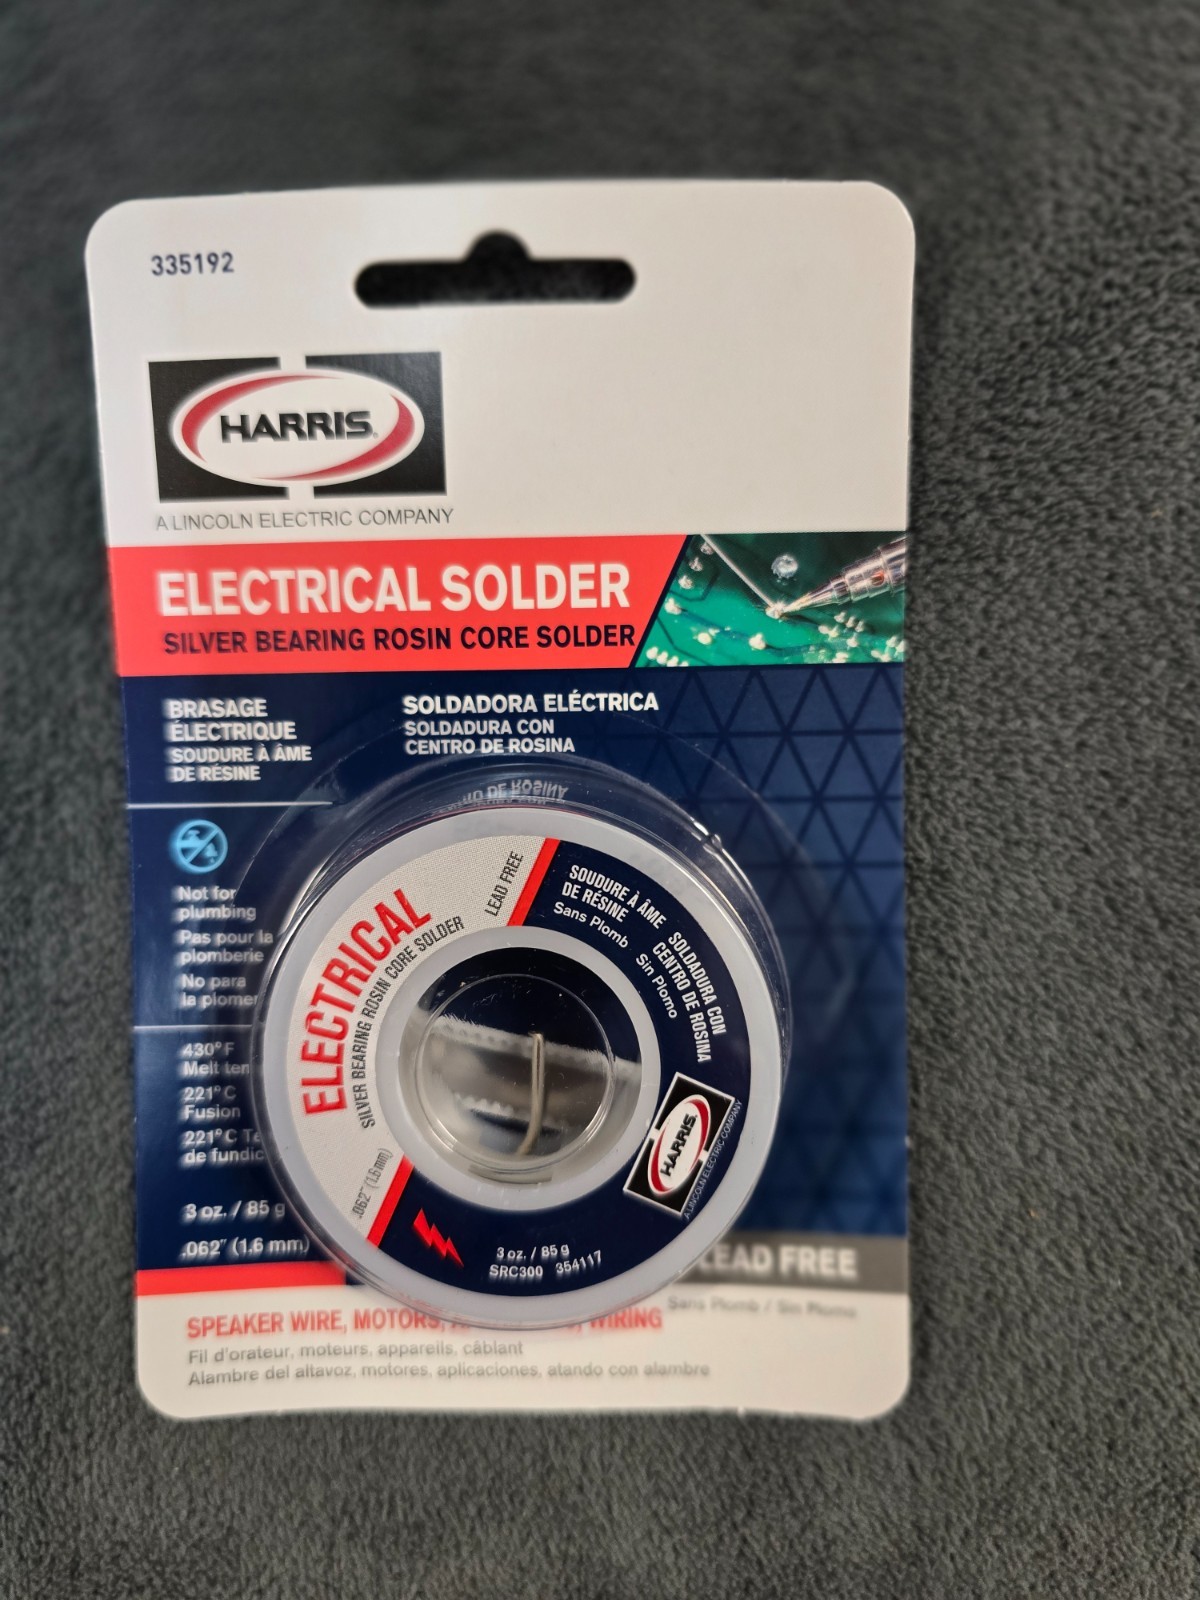 335192
HARRIS
A LINCOLN ELECTRIC COMPANY
ELECTRICAL SOLDER
SILVER BEARING ROSIN CORE SOLDER
BRASAGE
ÉLECTRIQUE
SOUDURE À ÂME
DE RÉSINE
SOLDADORA ELÉCTRICA
SOLDADURA CON
CENTRO DE ROSINA
Not for
plumbing
Pas pour la
plomberie
No para
la
430°F
Melt
221°C
Fusion
221°C
de
3 oz. / 85 g
.062" (1.6 mm)
ELECTRICAL
SILVER BEARING ROSIN CORE SOLDER
LEAD FREE
.062" (1.6 mm)
SOUDURE À ÂME
DE RÉSINE
Sans Plomb
SOLDADURA CON
CENTRO DE ROSINA
Sin Plomo
HARRIS
A LINCOLN ELECTRIC COMPANY
3 oz. / 85 g
SRC300 354117
LEAD FREE
Sans Plomb / Sin Plomo
SPEAKER WIRE, MOTORS, WIRING
Fil d'orateur, moteurs, appareils, câblant
Alambre del altavoz, motores, aplicaciones, atando con alambre